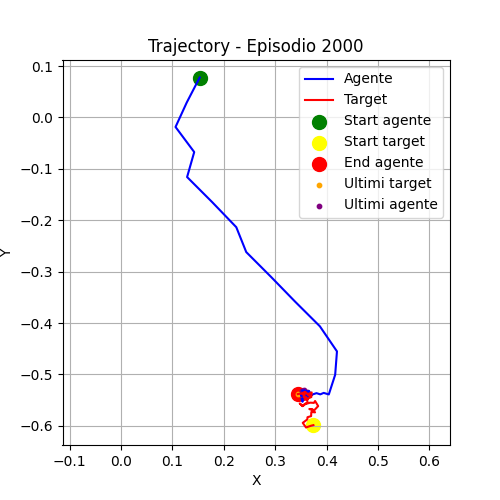 Trajectory - Episodio 2000
Agente
Target
Start agente
Start target
End agente
Ultimi target
Ultimi agente
0.1
0.0
−0.1
−0.2
−0.3
−0.4
−0.5
−0.6
Y
−0.1 0.0 0.1 0.2 0.3 0.4 0.5 0.6
X